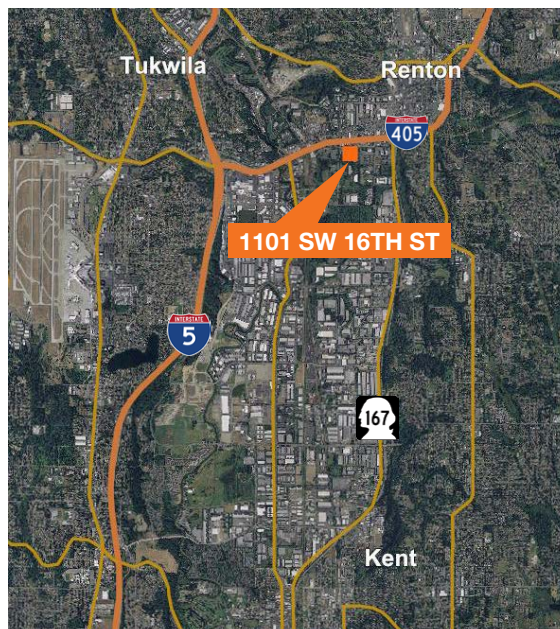 Tukwila
Renton
INTERSTATE
405
1101 SW 16TH ST
INTERSTATE
5
167
Kent